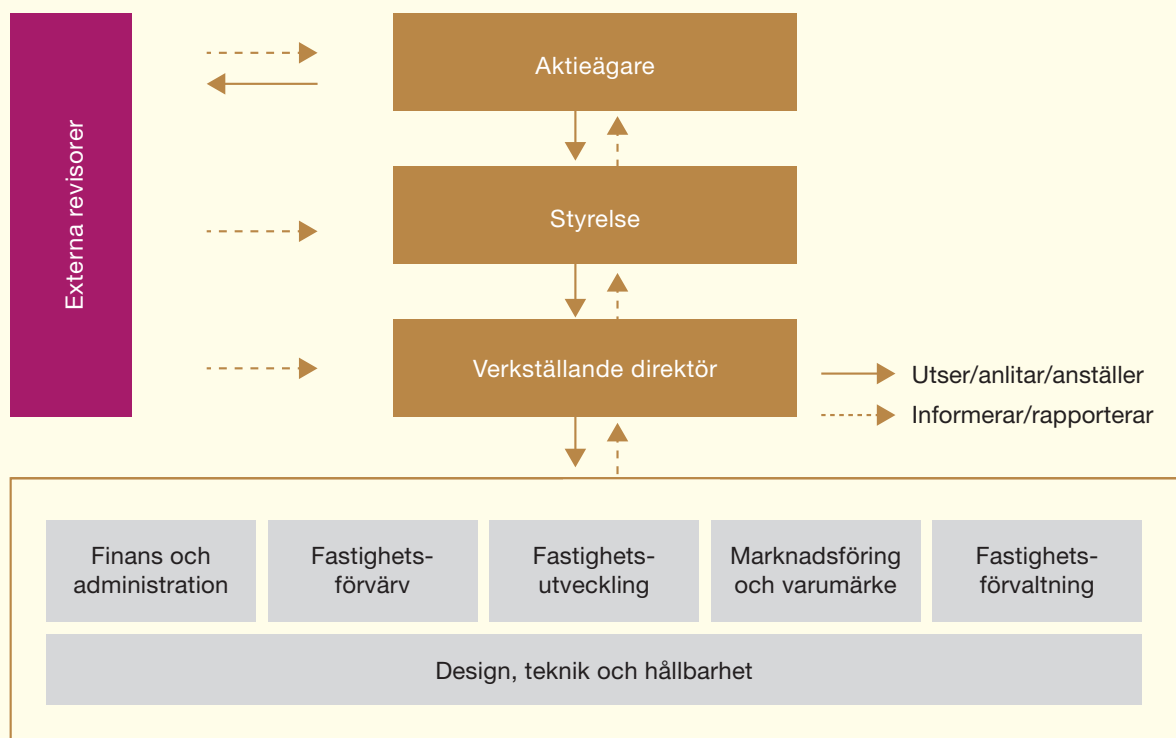 Externa revisorer
Aktieägare
Styrelse
Verkställande direktör
Utser/anlitar/anställer
Informerar/rapporterar
Finans och
administration
Fastighets-
förvärv
Fastighets-
utveckling
Marknadsföring
och varumärke
Fastighets-
förvaltning
Design, teknik och hållbarhet